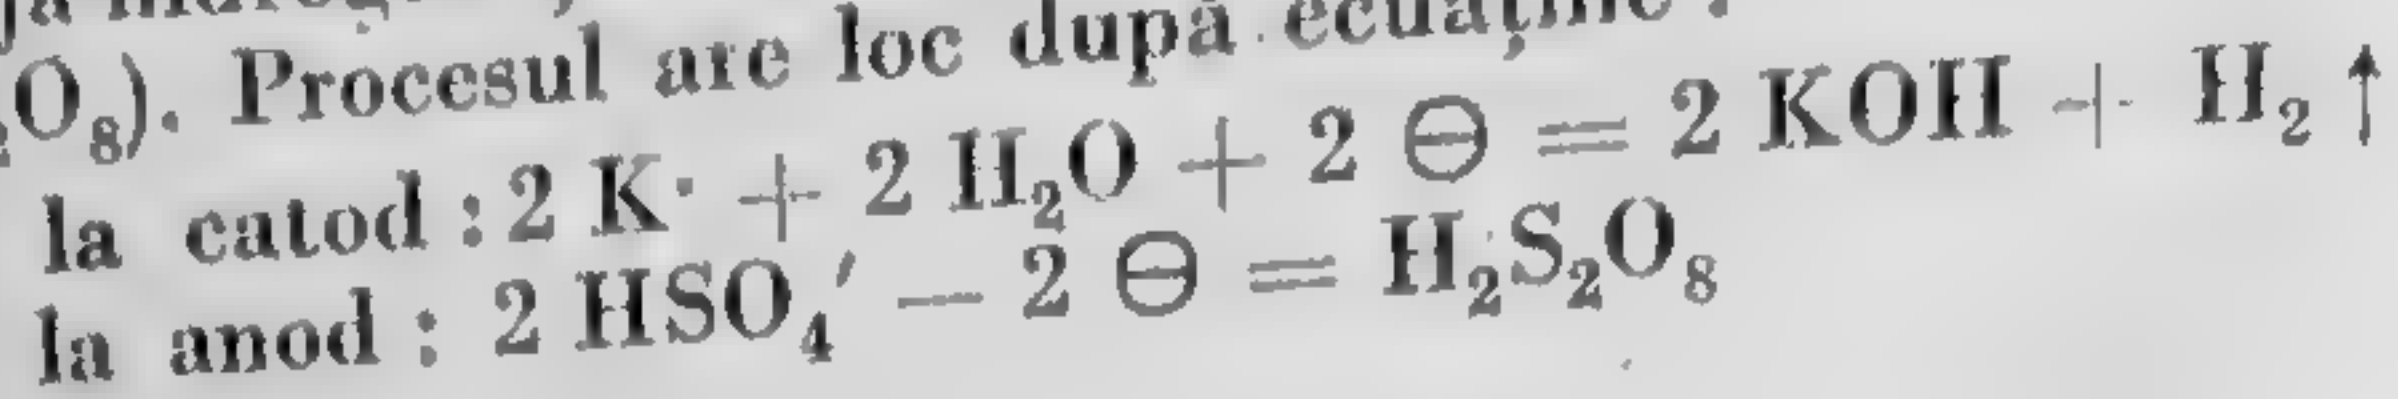 O₈). Procesul are loc după ecuațiile :
la catod : 2 K· + 2 H₂O + 2 ⊖ = 2 KOH + H₂ ↑
la anod : 2 HSO₄′ — 2 ⊖ = H₂S₂O₈